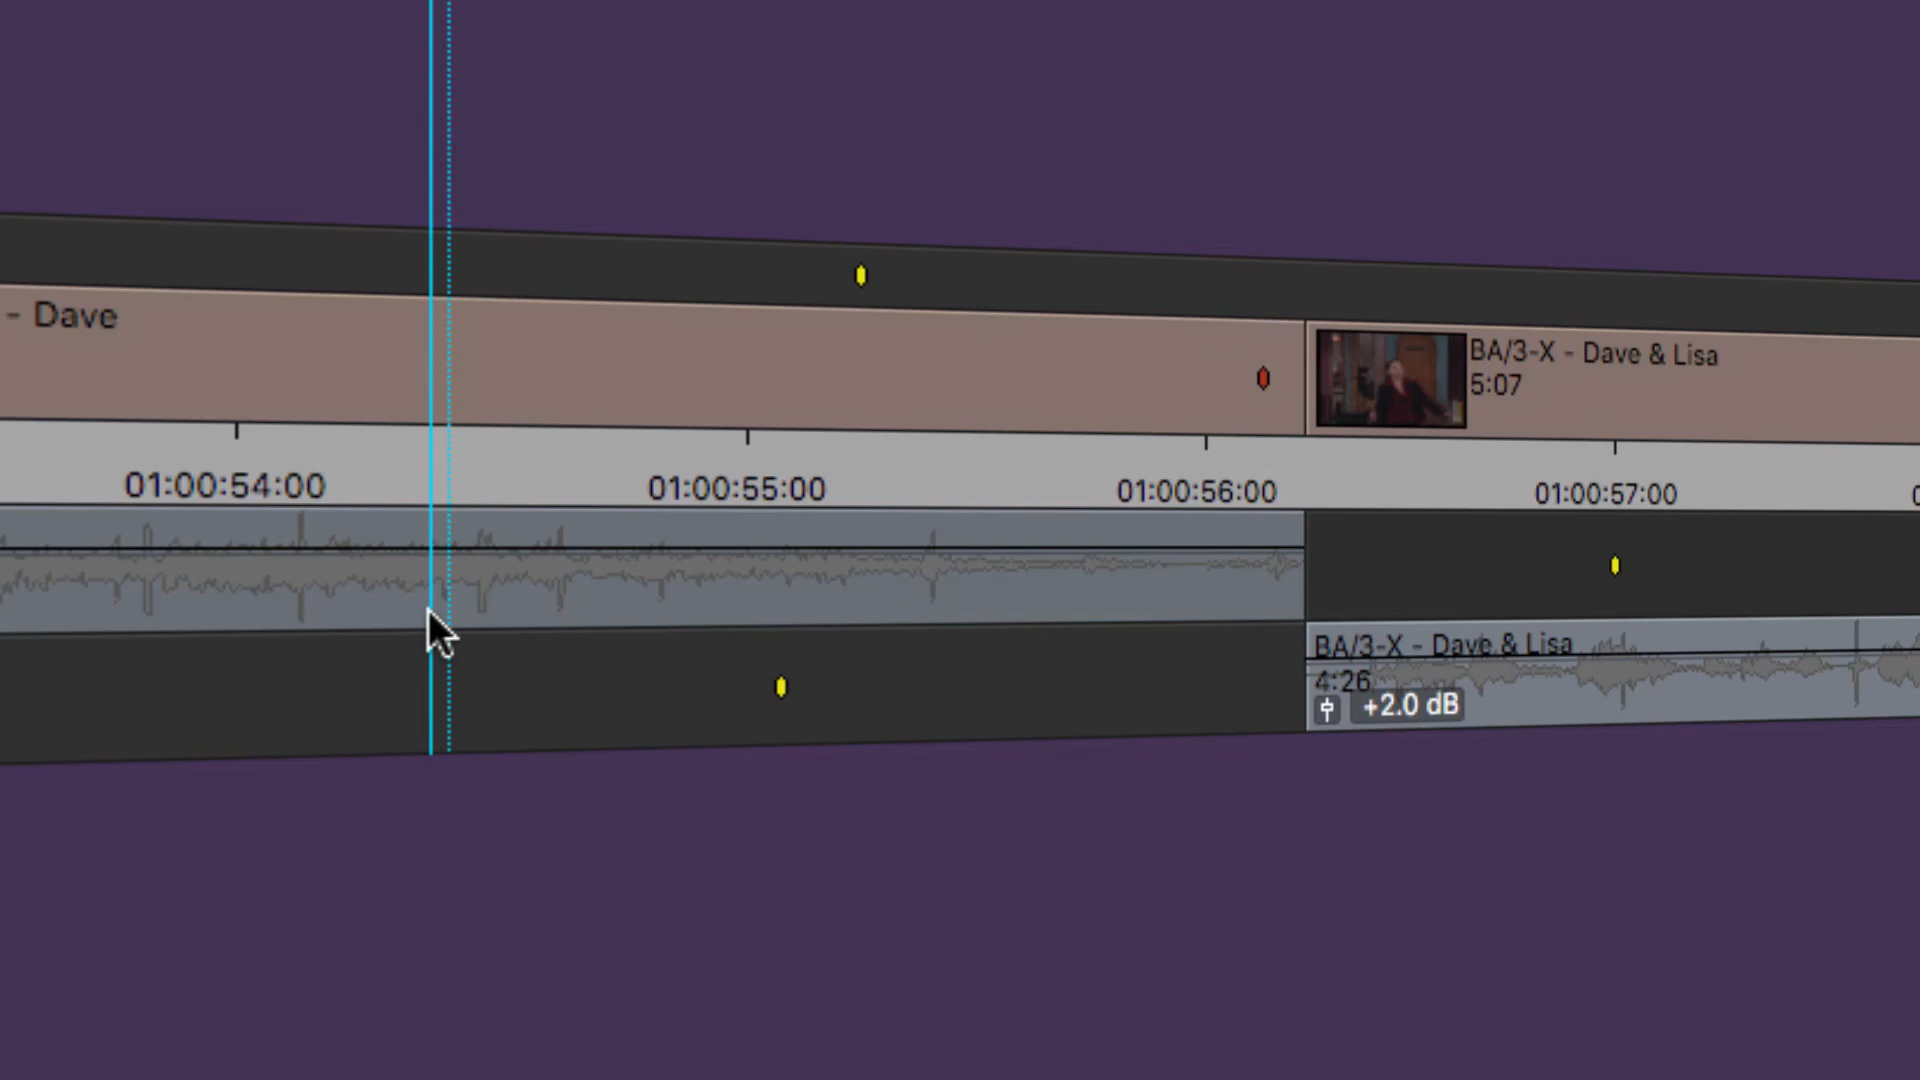 - Dave
BA/3-X - Dave & Lisa
5:07
01:00:54:00
01:00:55:00
01:00:56:00
01:00:57:00
BA/3-X - Dave & Lisa
4:26
+2.0 dB